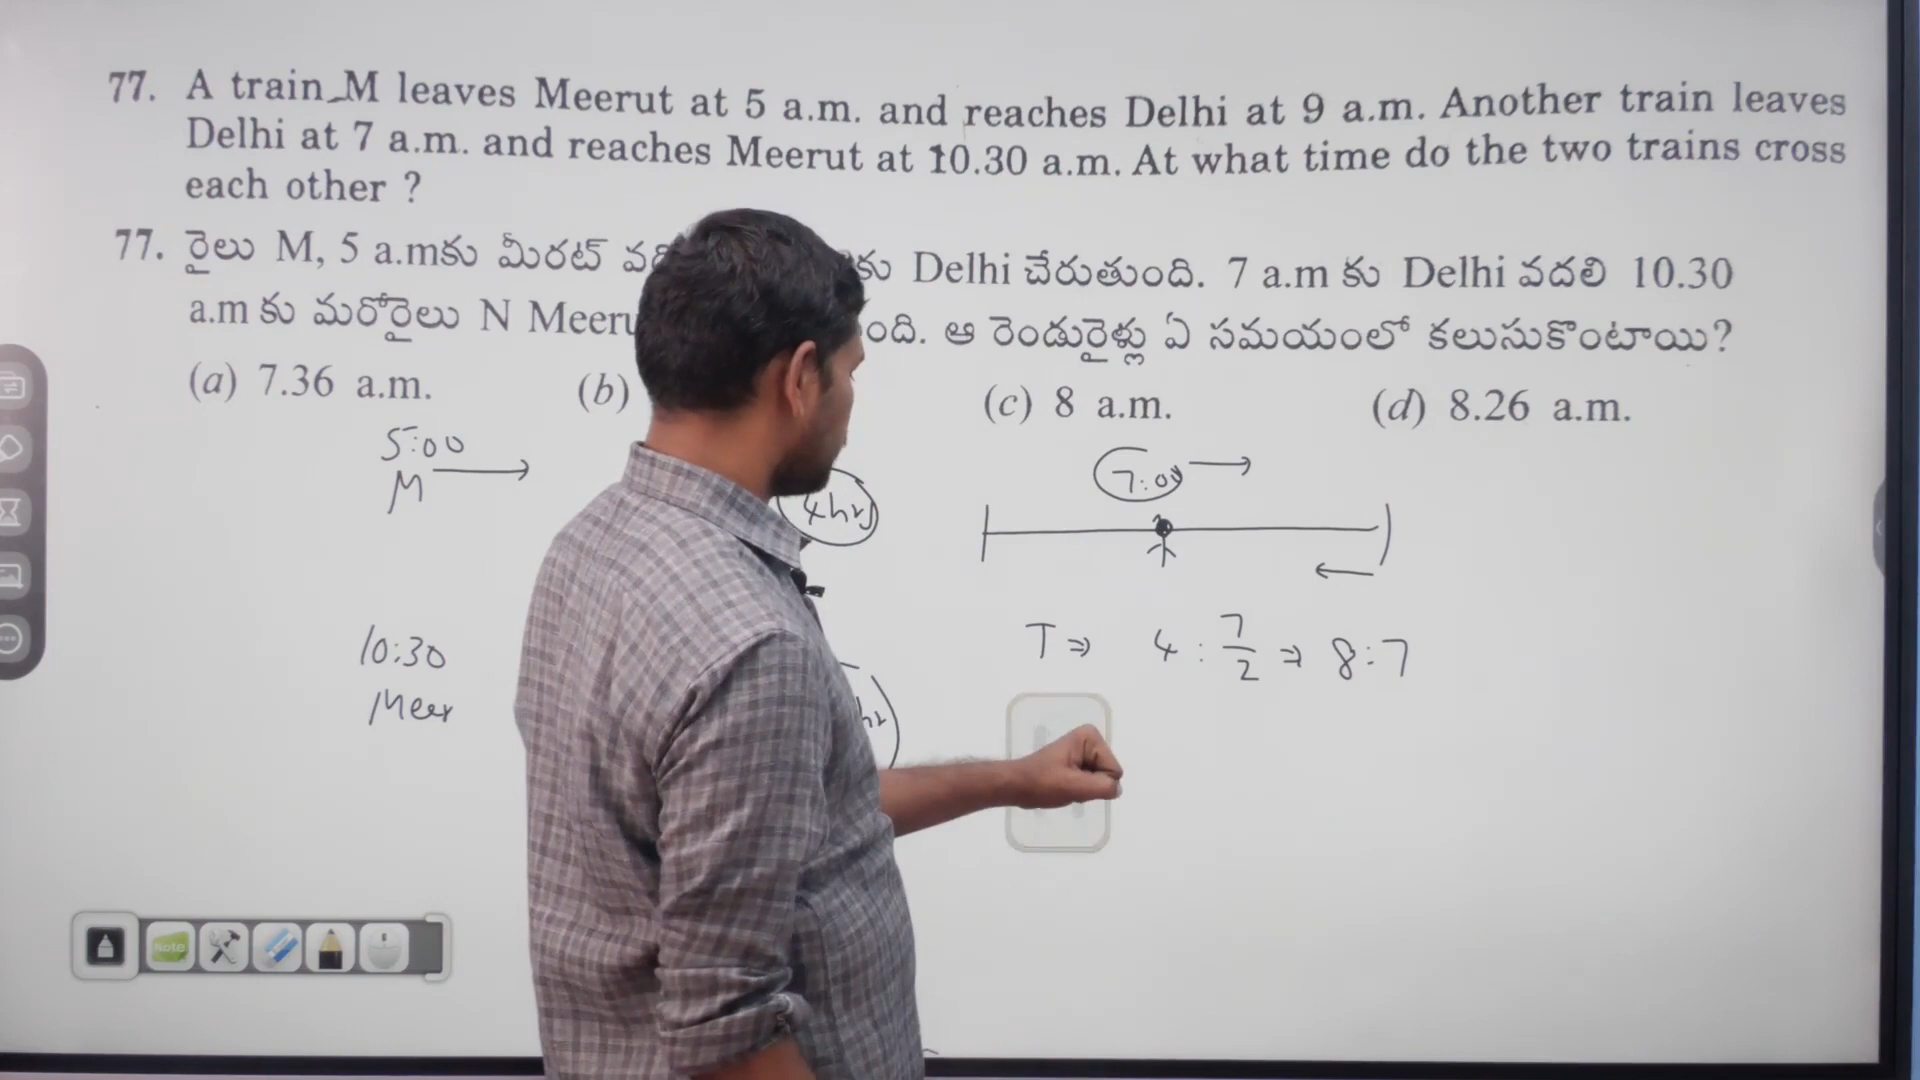 77. A train M leaves Meerut at 5 a.m. and reaches Delhi at 9 a.m. Another train leaves
Delhi at 7 a.m. and reaches Meerut at 10.30 a.m. At what time do the two trains cross
each other ?
77. రైలు M, 5 a.mకు మీరట్ కు Delhi చేరుతుంది. 7 a.m కు Delhi వదలి 10.30
a.m కు మరోరైలు N ఆ రెండురైళ్లు ఏ సమయంలో కలుసుకొంటాయి?
(a) 7.36 a.m. (b) (c) 8 a.m. (d) 8.26 a.m.
5:00
M
4hr
7:00
10:30
Meer
hr
T ⇒ 4 : 7/2 ⇒ 8:7
Note